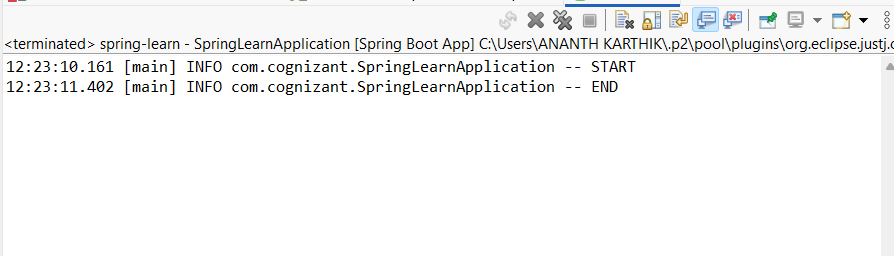 <terminated> spring-learn - SpringLearnApplication [Spring Boot App] C:\Users\ANANTH KARTHIK\.p2\pool\plugins\org.eclipse.justj.o
12:23:10.161 [main] INFO com.cognizant.SpringLearnApplication -- START
12:23:11.402 [main] INFO com.cognizant.SpringLearnApplication -- END